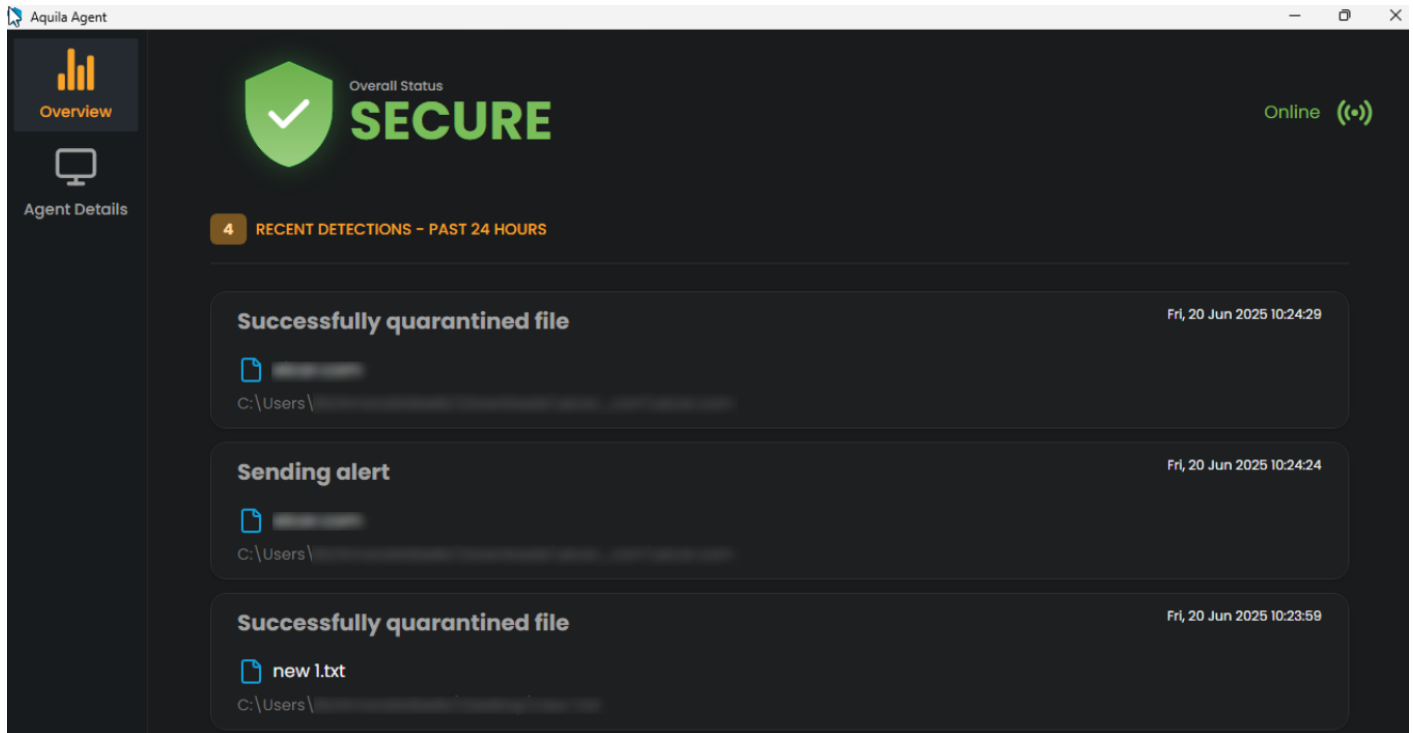 Aquila Agent
Overview
Agent Details
Overall Status
SECURE
Online
4 RECENT DETECTIONS - PAST 24 HOURS
Successfully quarantined file
Fri, 20 Jun 2025 10:24:29
C:\Users\
Sending alert
Fri, 20 Jun 2025 10:24:24
C:\Users\
Successfully quarantined file
Fri, 20 Jun 2025 10:23:59
new 1.txt
C:\Users\